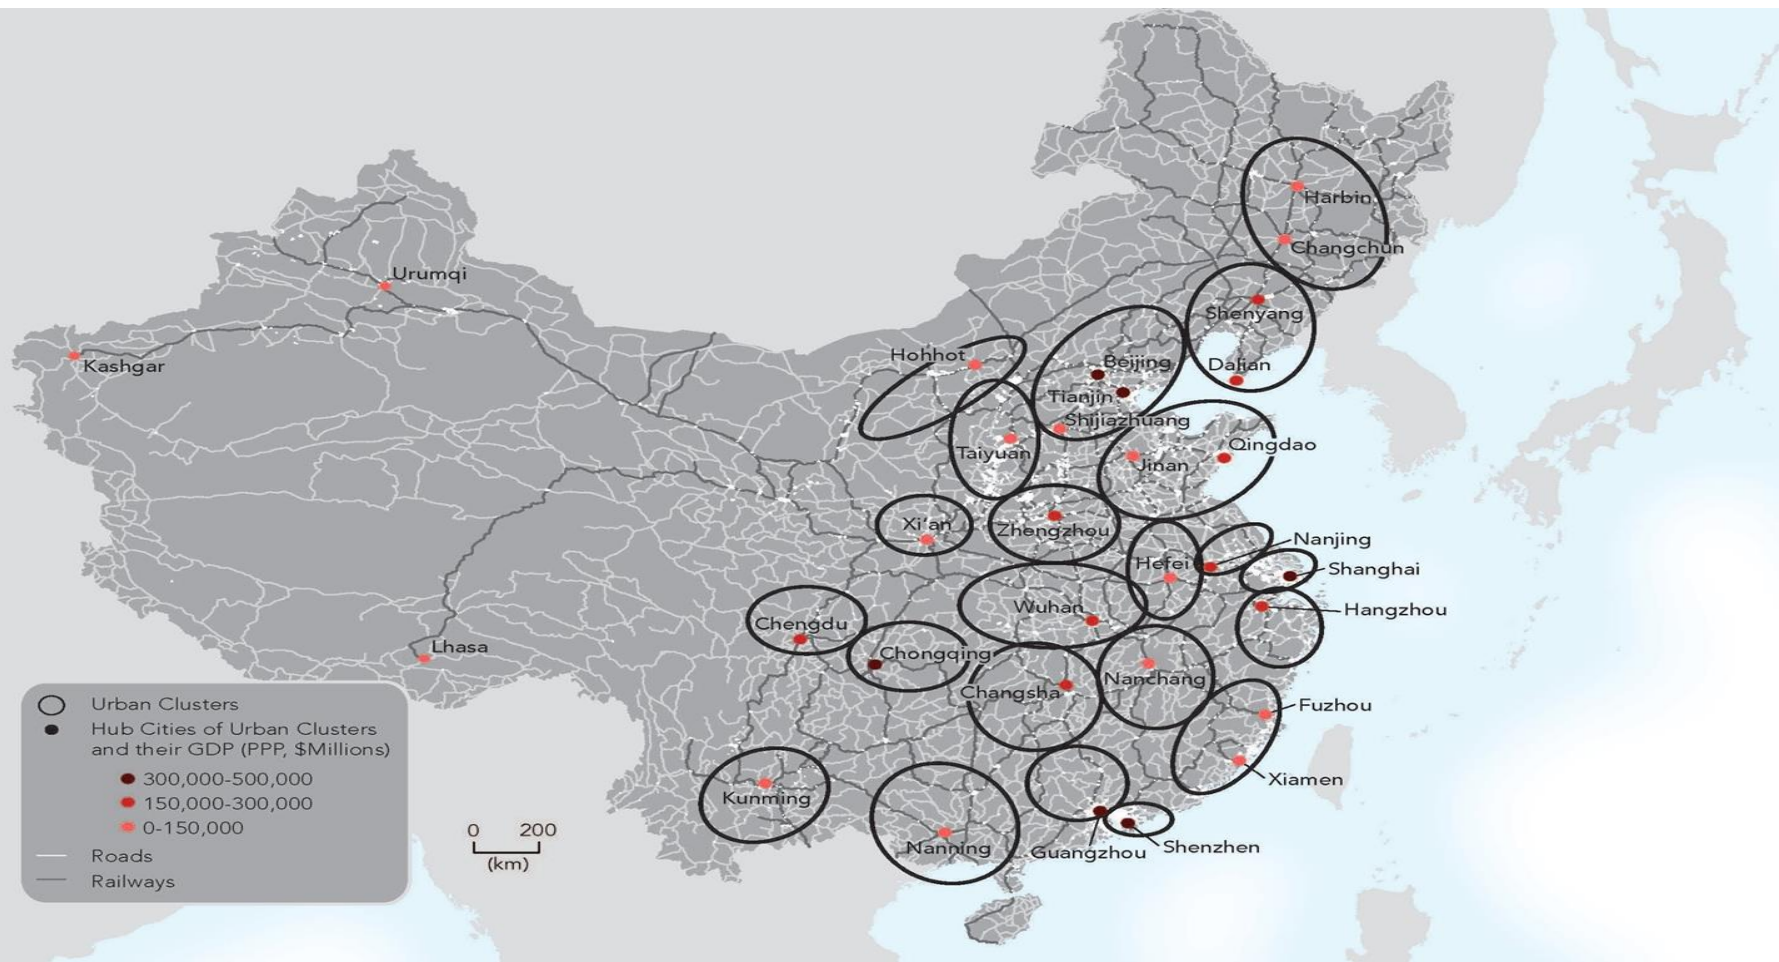 Harbin
Changchun
Urumqi
Shenyang
Hohhot
Beijing
Dalian
Kashgar
Tianjin
Shijiazhuang
Qingdao
Taiyuan
Jinan
Xi'an
Zhengzhou
Nanjing
Hefei
Shanghai
Wuhan
Hangzhou
Chengdu
Lhasa
Chongqing
Nanchang
Changsha
Fuzhou
Xiamen
Kunming
Nanning
Guangzhou
Shenzhen
Urban Clusters
Hub Cities of Urban Clusters
and their GDP (PPP, $Millions)
300,000-500,000
150,000-300,000
0-150,000
Roads
Railways
0 200
(km)